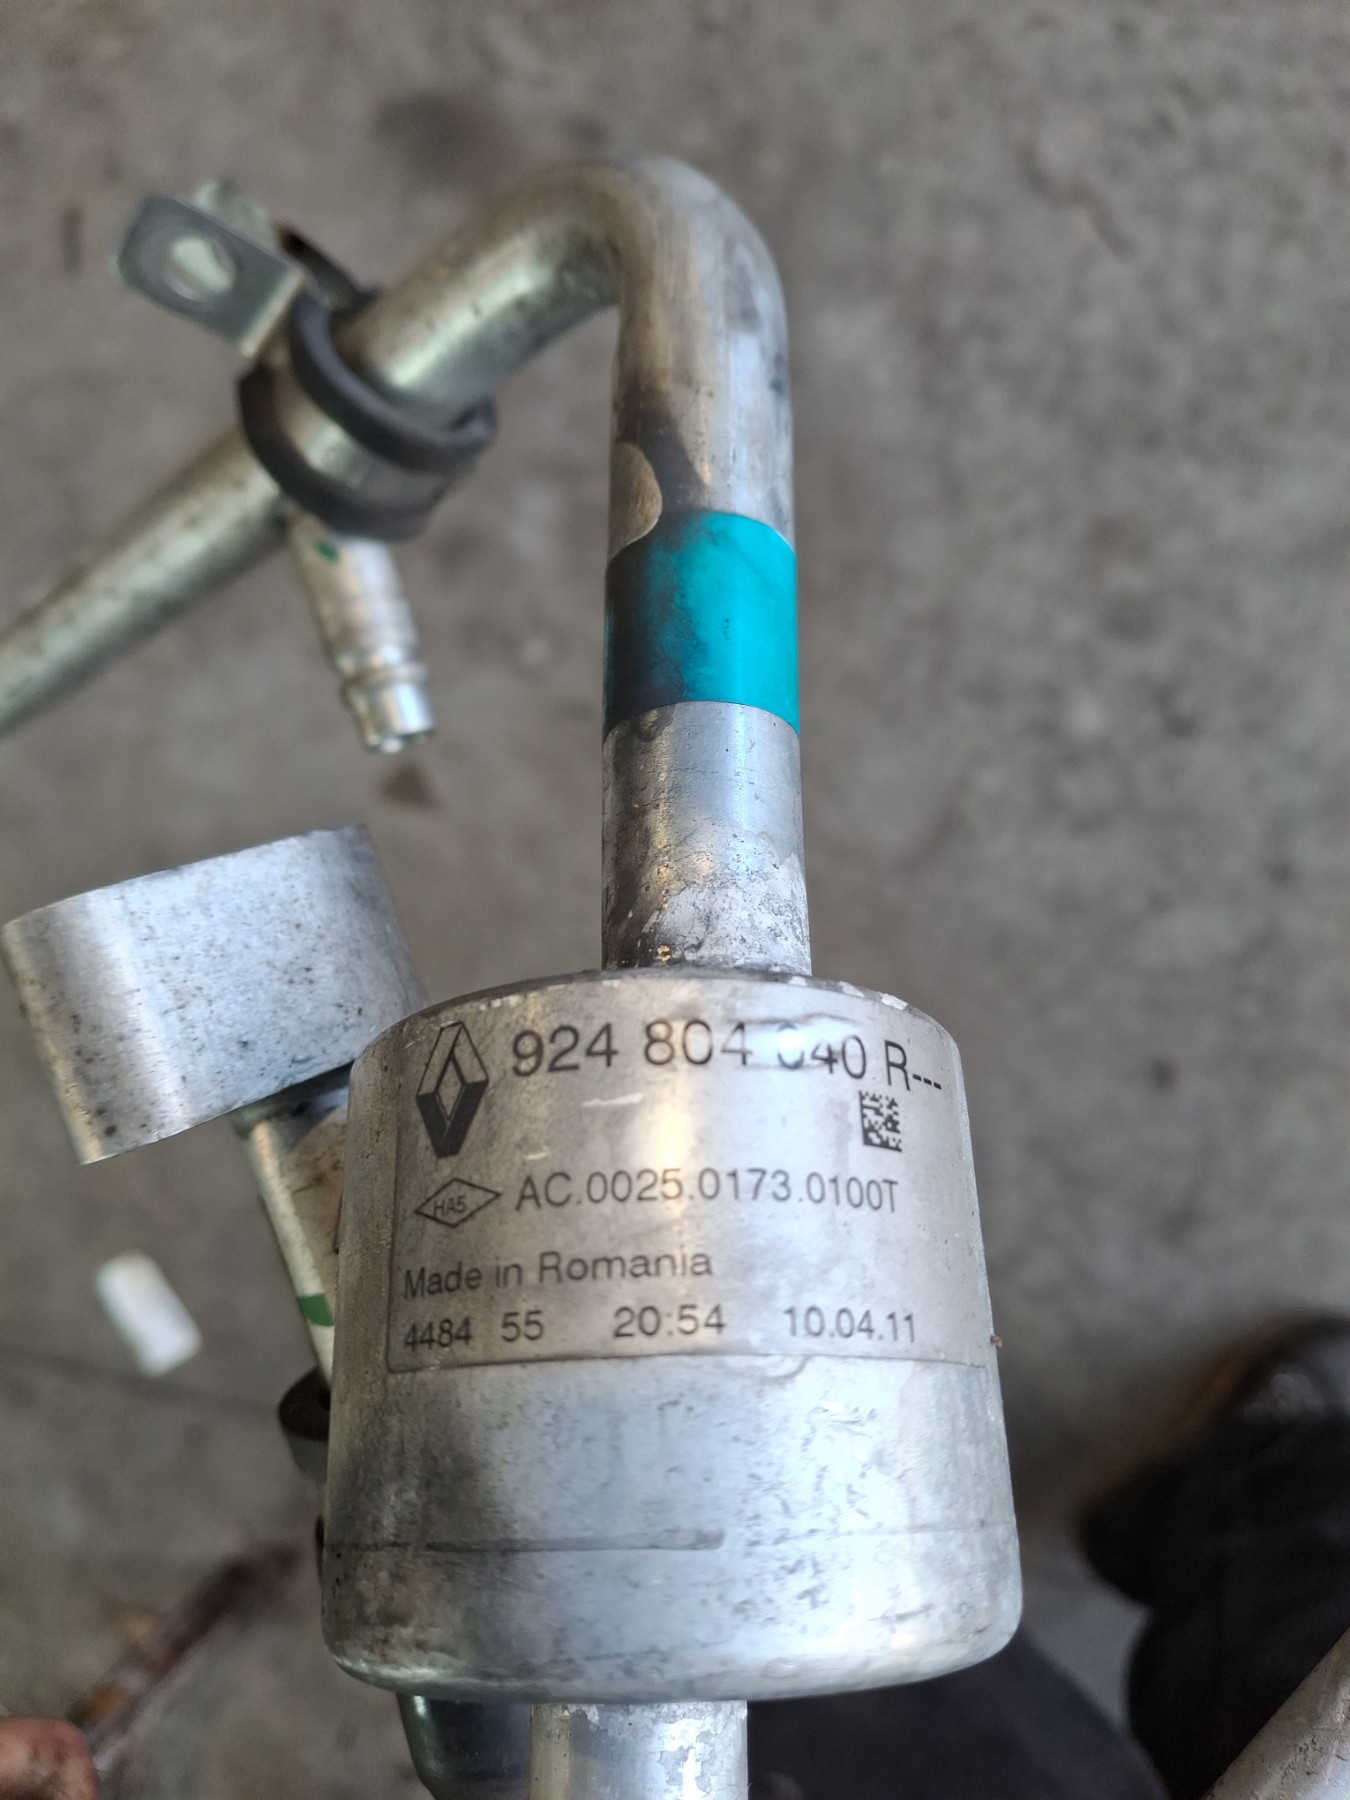 924 804 040 R---
HA5 AC.0025.0173.0100T
Made in Romania
4484 55 20:54 10.04.11